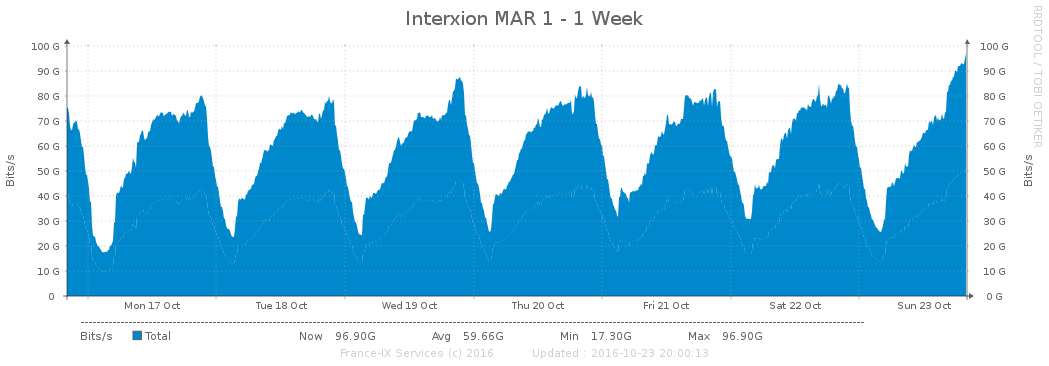 Interxion MAR 1 - 1 Week
RRDTOOL / TOBI OETIKER
Bits/s
100 G
90 G
80 G
70 G
60 G
50 G
40 G
30 G
20 G
10 G
0
100 G
90 G
80 G
70 G
60 G
50 G
40 G
30 G
20 G
10 G
0 G
Bits/s
Mon 17 Oct Tue 18 Oct Wed 19 Oct Thu 20 Oct Fri 21 Oct Sat 22 Oct Sun 23 Oct
Bits/s Total Now 96.90G Avg 59.66G Min 17.30G Max 96.90G
France-IX Services (c) 2016 Updated : 2016-10-23 20:00:13